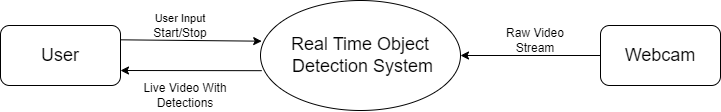 User
User Input
Start/Stop
Live Video With
Detections
Real Time Object
Detection System
Raw Video
Stream
Webcam